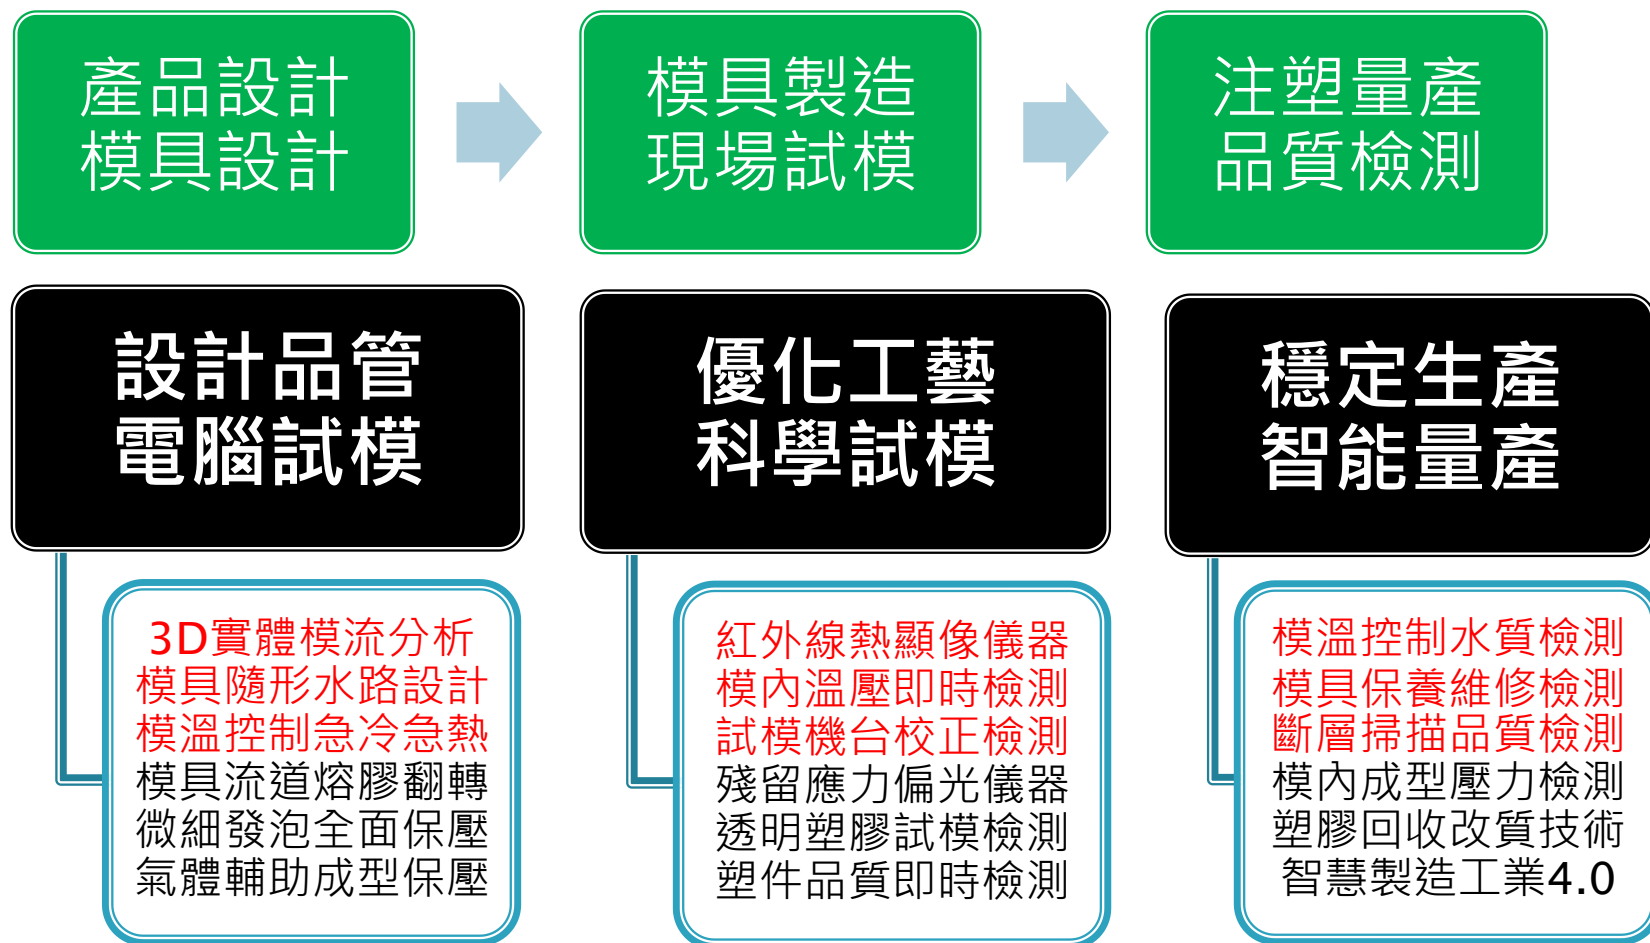 產品設計
模具設計
模具製造
現場試模
注塑量產
品質檢測
設計品管
電腦試模
優化工藝
科學試模
穩定生產
智能量產
3D實體模流分析
模具隨形水路設計
模溫控制急冷急熱
模具流道熔膠翻轉
微細發泡全面保壓
氣體輔助成型保壓
紅外線熱顯像儀器
模內溫壓即時檢測
試模機台校正檢測
殘留應力偏光儀器
透明塑膠試模檢測
塑件品質即時檢測
模溫控制水質檢測
模具保養維修檢測
斷層掃描品質檢測
模內成型壓力檢測
塑膠回收改質技術
智慧製造工業4.0